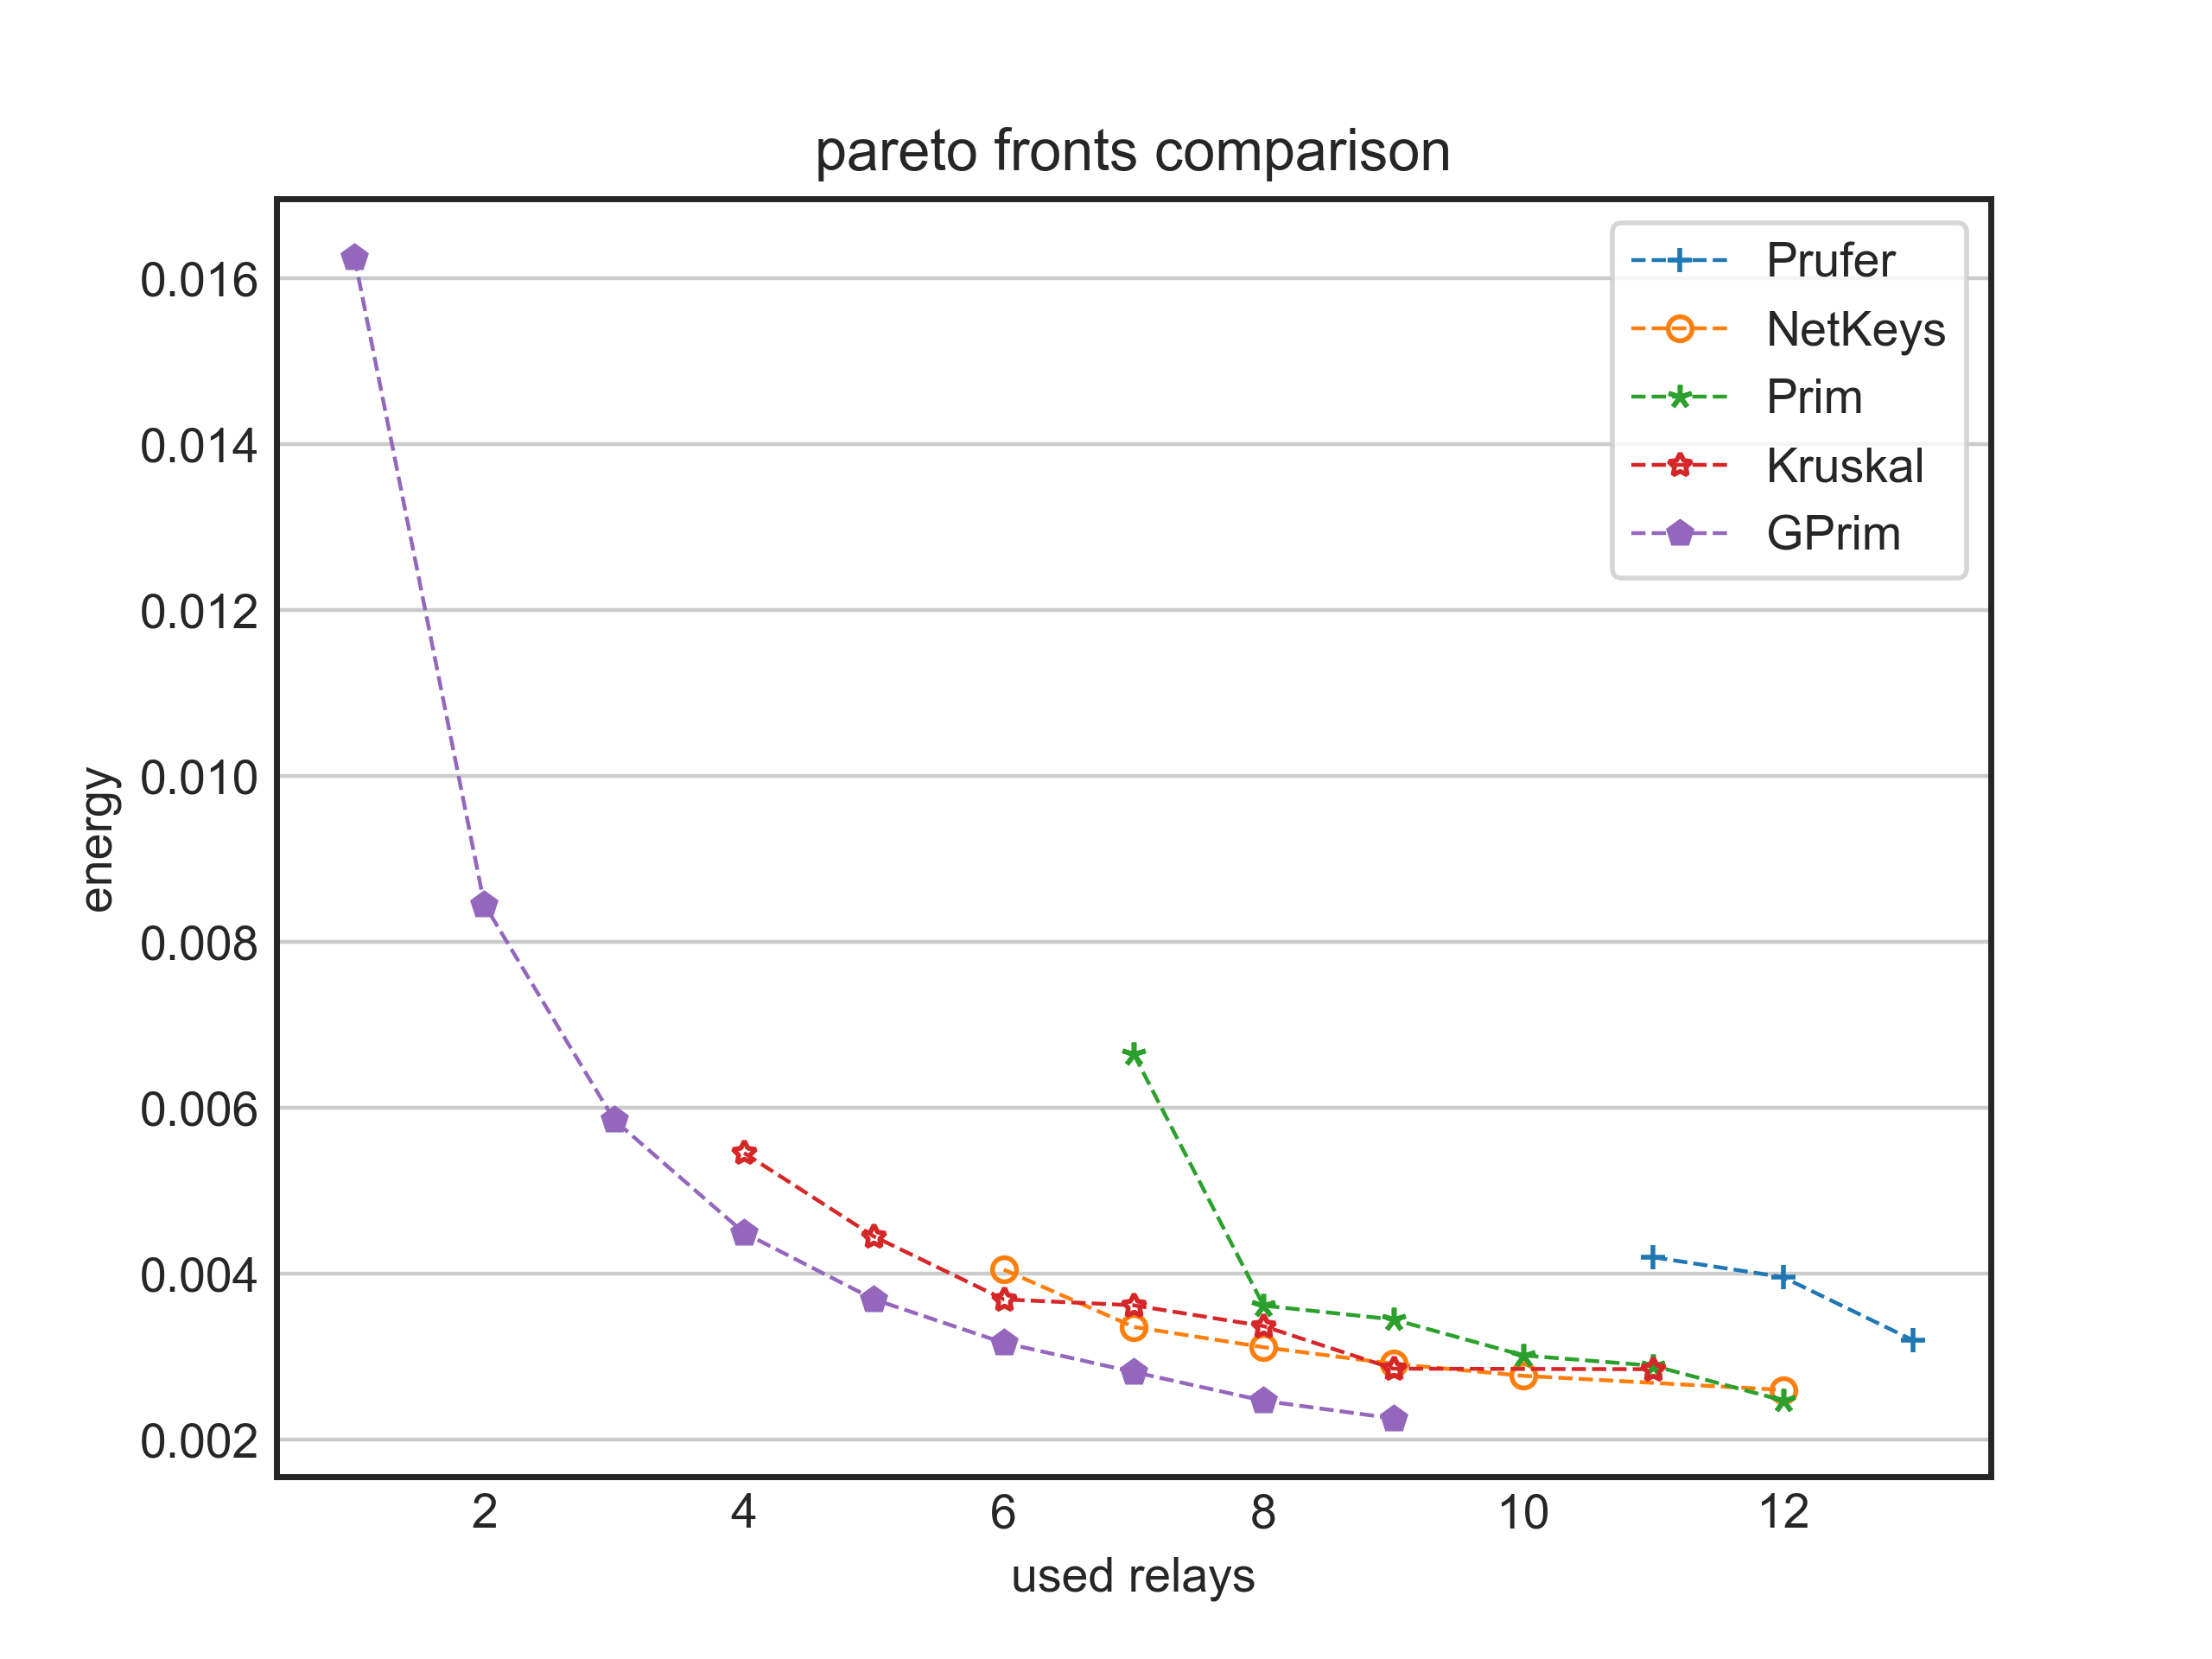 pareto fronts comparison
Prufer
NetKeys
Prim
Kruskal
GPrim
0.016
0.014
0.012
0.010
0.008
0.006
0.004
0.002
energy
2 4 6 8 10 12
used relays